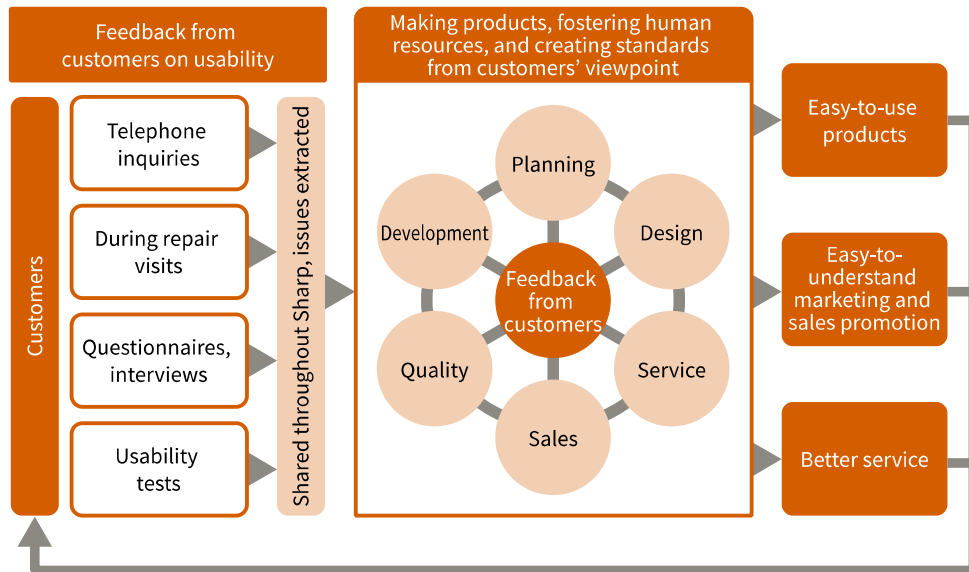 Feedback from
customers on usability
Customers
Telephone
inquiries
During repair
visits
Questionnaires,
interviews
Usability
tests
Shared throughout Sharp, issues extracted
Making products, fostering human
resources, and creating standards
from customers’ viewpoint
Planning
Development
Design
Feedback
from
customers
Quality
Service
Sales
Easy-to-use
products
Easy-to-
understand
marketing and
sales promotion
Better service